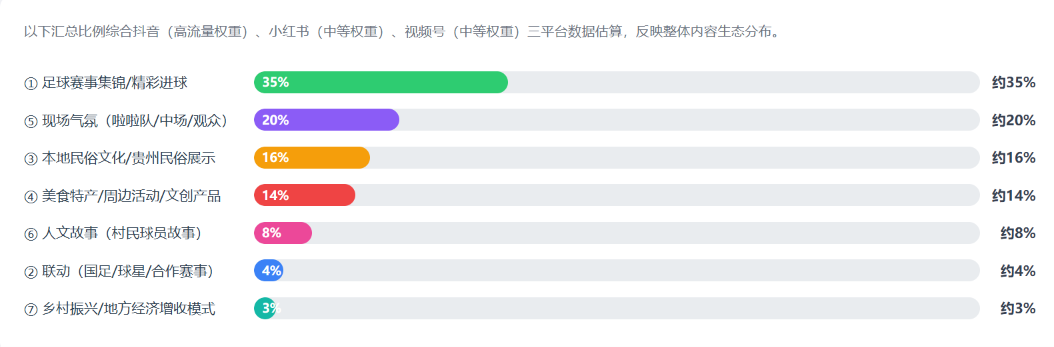 以下汇总比例综合抖音（高流量权重）、小红书（中等权重）、视频号（中等权重）三平台数据估算，反映整体内容生态分布。
① 足球赛事集锦/精彩进球 35% 约35%
⑤ 现场气氛（啦啦队/中场/观众） 20% 约20%
③ 本地民俗文化/贵州民俗展示 16% 约16%
④ 美食特产/周边活动/文创产品 14% 约14%
⑥ 人文故事（村民球员故事） 8% 约8%
② 联动（国足/球星/合作赛事） 4% 约4%
⑦ 乡村振兴/地方经济增收模式 3% 约3%